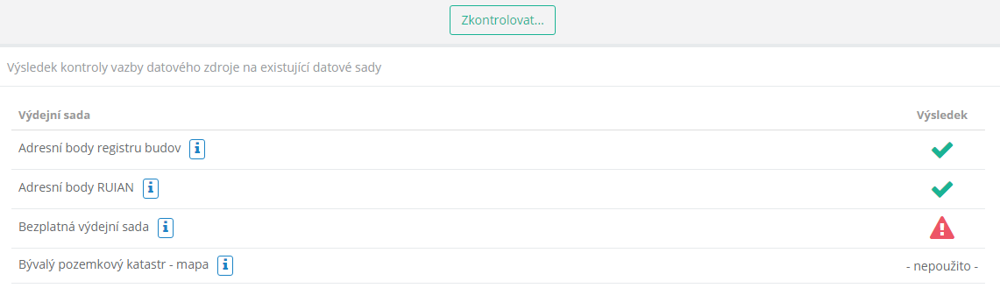 Zkontrolovat...
Výsledek kontroly vazby datového zdroje na existující datové sady
Výdejní sada Výsledek
Adresní body registru budov
Adresní body RUIAN
Bezplatná výdejní sada
Bývalý pozemkový katastr - mapa - nepoužito -